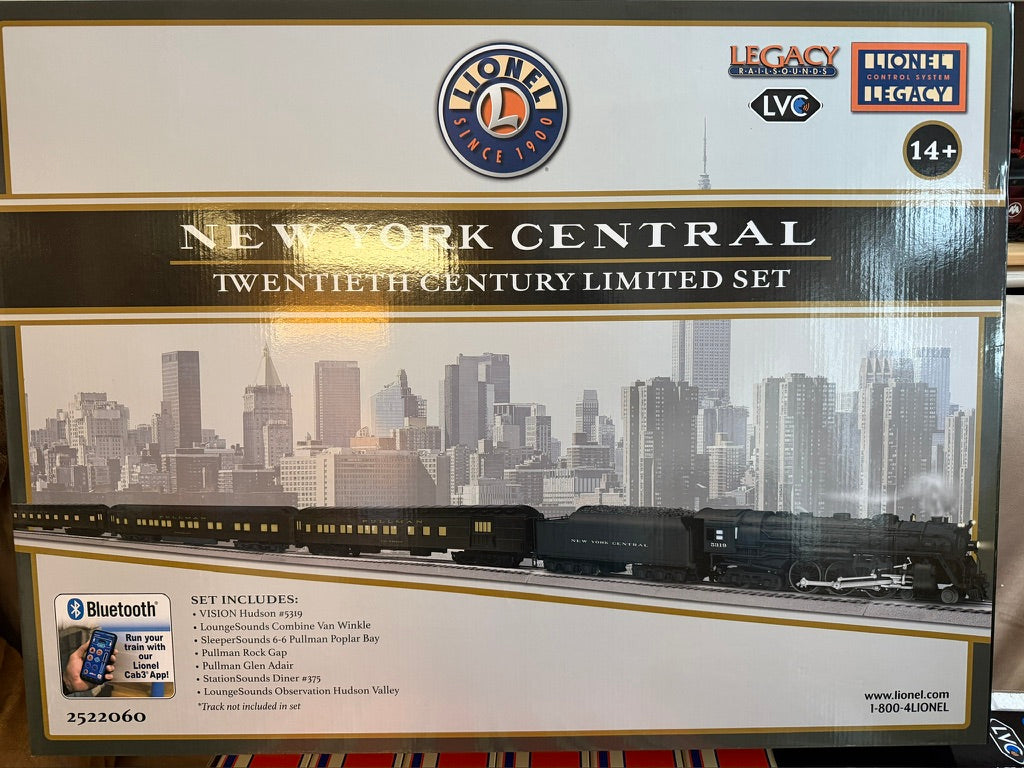 LIONEL
L
SINCE 1900
LEGACY
RAILSOUNDS
LVC
LIONEL
CONTROL SYSTEM
LEGACY
14+
NEW YORK CENTRAL
TWENTIETH CENTURY LIMITED SET
PULLMAN
PULLMAN
NEW YORK CENTRAL
5319
Bluetooth®
Run your
train with
our
Lionel
Cab3® App!
2522060
SET INCLUDES:
• VISION Hudson #5319
• LoungeSounds Combine Van Winkle
• SleeperSounds 6-6 Pullman Poplar Bay
• Pullman Rock Gap
• Pullman Glen Adair
• StationSounds Diner #375
• LoungeSounds Observation Hudson Valley
*Track not included in set
www.lionel.com
1-800-4LIONEL
LVC